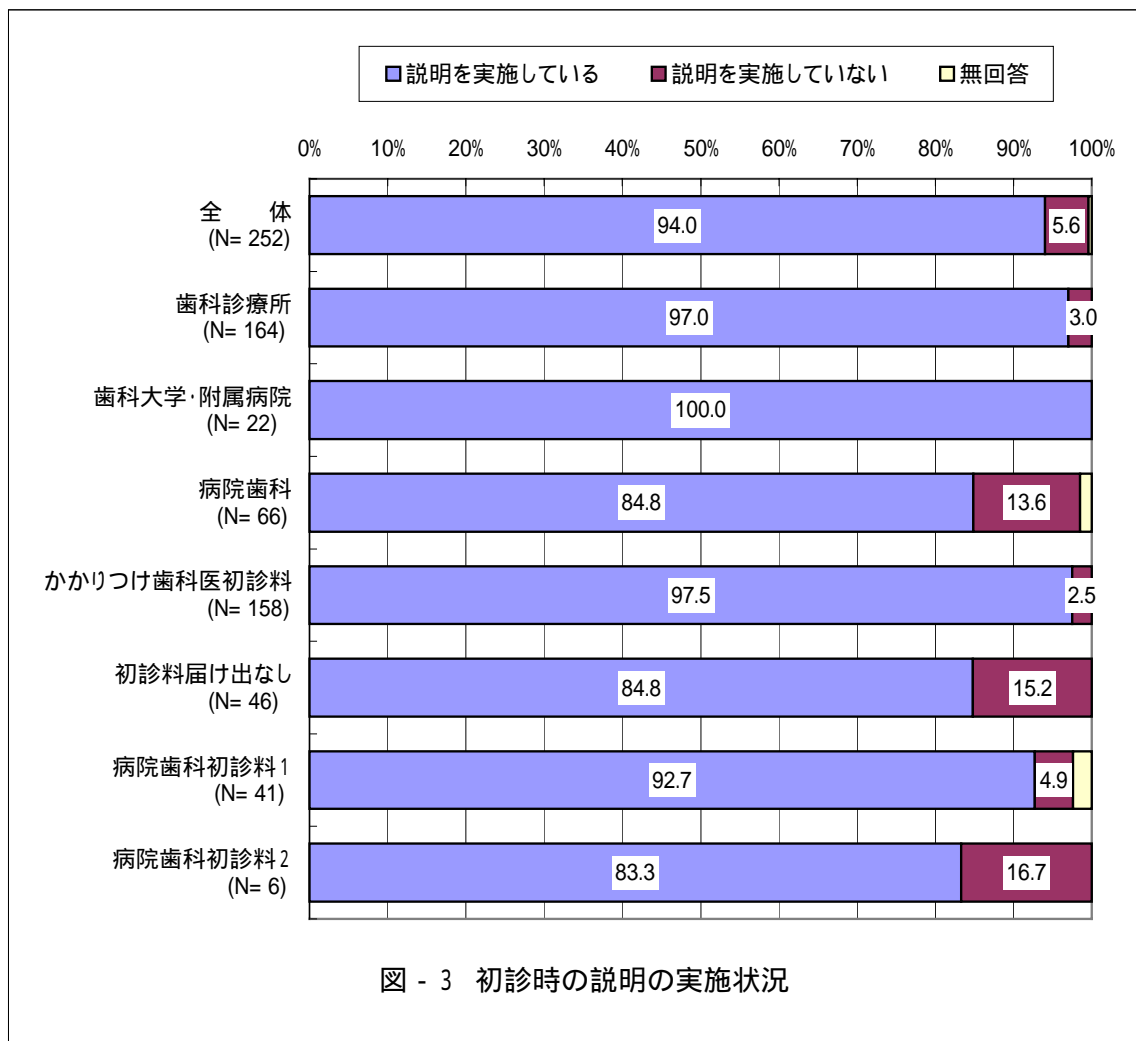 説明を実施している 説明を実施していない 無回答
0% 10% 20% 30% 40% 50% 60% 70% 80% 90% 100%
全　　体
(N= 252)
94.0 5.6
歯科診療所
(N= 164)
97.0 3.0
歯科大学・附属病院
(N= 22)
100.0
病院歯科
(N= 66)
84.8 13.6
かかりつけ歯科医初診料
(N= 158)
97.5 2.5
初診料届け出なし
(N= 46)
84.8 15.2
病院歯科初診料1
(N= 41)
92.7 4.9
病院歯科初診料2
(N= 6)
83.3 16.7
図 - 3 初診時の説明の実施状況